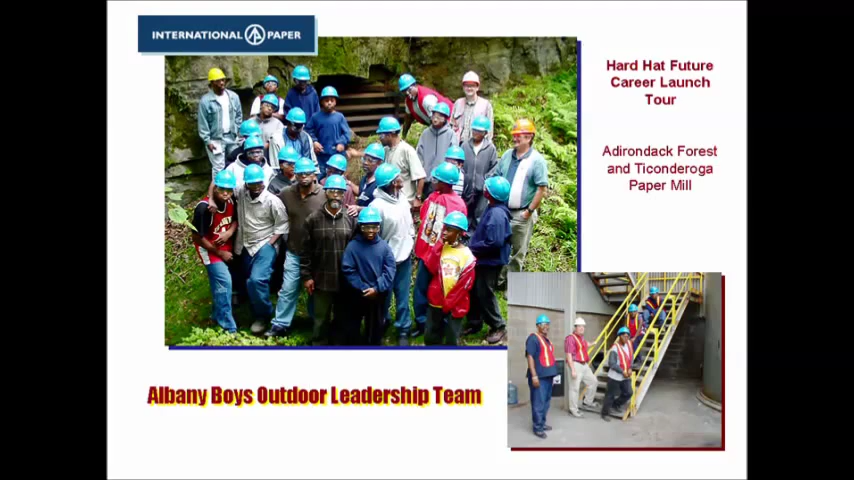 INTERNATIONAL PAPER
Hard Hat Future
Career Launch
Tour
Adirondack Forest
and Ticonderoga
Paper Mill
Albany Boys Outdoor Leadership Team